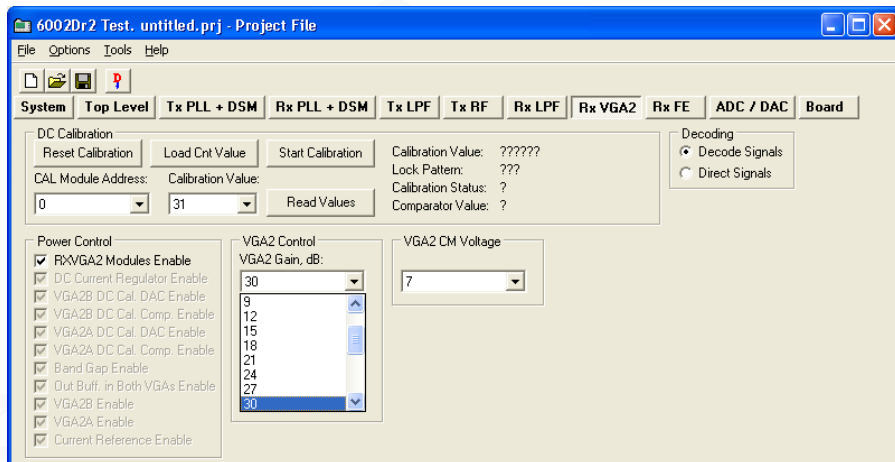 6002Dr2 Test. untitled.prj - Project File
File Options Tools Help
System Top Level Tx PLL + DSM Rx PLL + DSM Tx LPF Tx RF Rx LPF Rx VGA2 Rx FE ADC / DAC Board
DC Calibration
Reset Calibration Load Cnt Value Start Calibration
CAL Module Address: Calibration Value:
0 31 Read Values
Calibration Value: ??????
Lock Pattern: ???
Calibration Status: ?
Comparator Value: ?
Decoding
Decode Signals
Direct Signals
Power Control
RXVGA2 Modules Enable
DC Current Regulator Enable
VGA2B DC Cal. DAC Enable
VGA2B DC Cal. Comp. Enable
VGA2A DC Cal. DAC Enable
VGA2A DC Cal. Comp. Enable
Band Gap Enable
Out Buff. in Both VGAs Enable
VGA2B Enable
VGA2A Enable
Current Reference Enable
VGA2 Control
VGA2 Gain, dB:
30
9
12
15
18
21
24
27
30
VGA2 CM Voltage
7